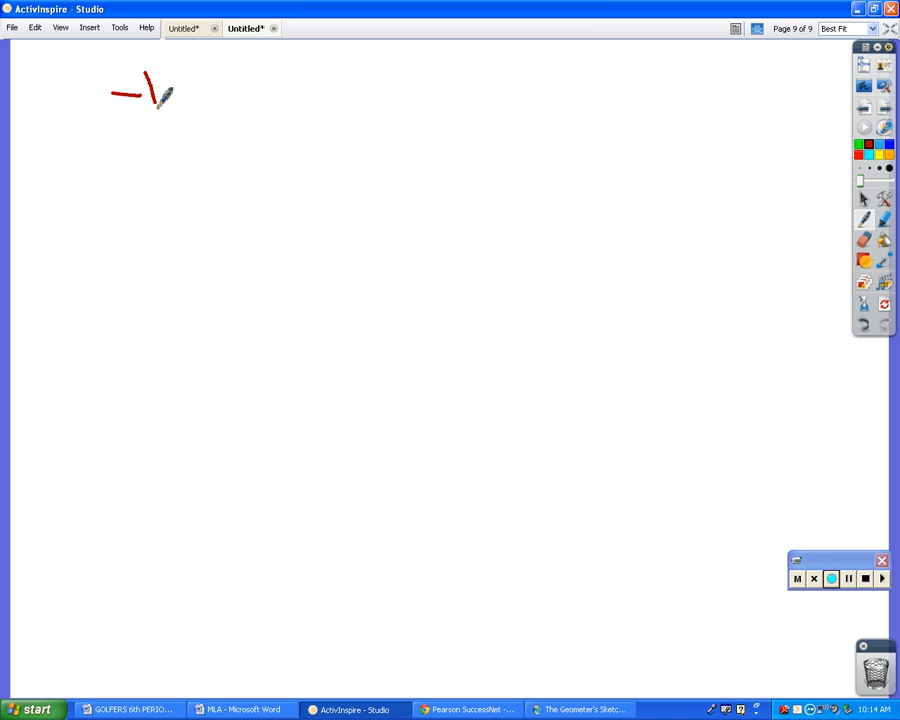 ActivInspire - Studio
File Edit View Insert Tools Help Untitled* Untitled* Page 9 of 9 Best Fit
M
start GOLFERS 6th PERIO... MLA - Microsoft Word ActivInspire - Studio Pearson SuccessNet -... The Geometer's Sketc... 10:14 AM